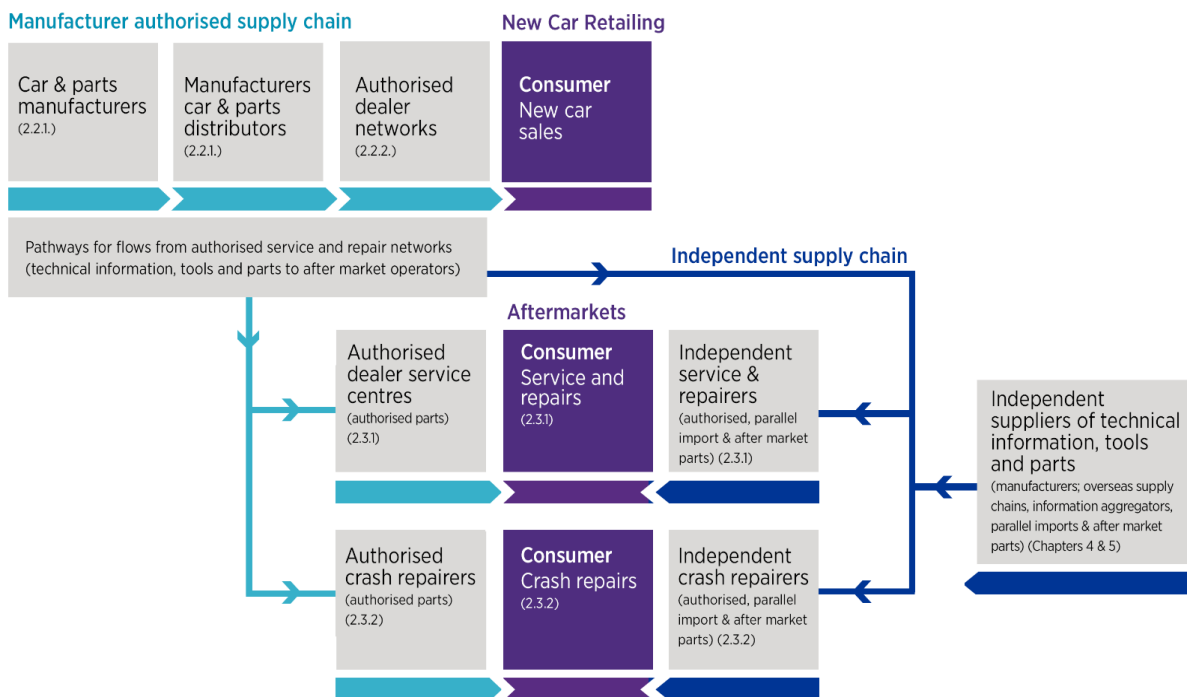 Manufacturer authorised supply chain
New Car Retailing
Car & parts
manufacturers
(2.2.1.)
Manufacturers
car & parts
distributors
(2.2.1.)
Authorised
dealer
networks
(2.2.2.)
Consumer
New car
sales
Pathways for flows from authorised service and repair networks
(technical information, tools and parts to after market operators)
Independent supply chain
Aftermarkets
Authorised
dealer service
centres
(authorised parts)
(2.3.1)
Consumer
Service and
repairs
(2.3.1)
Independent
service &
repairers
(authorised, parallel
import & after market
parts) (2.3.1)
Independent
suppliers of technical
information, tools
and parts
(manufacturers; overseas supply
chains, information aggregators,
parallel imports & after market
parts) (Chapters 4 & 5)
Authorised
crash repairers
(authorised parts)
(2.3.2)
Consumer
Crash repairs
(2.3.2)
Independent
crash repairers
(authorised, parallel
import & after market
parts) (2.3.2)